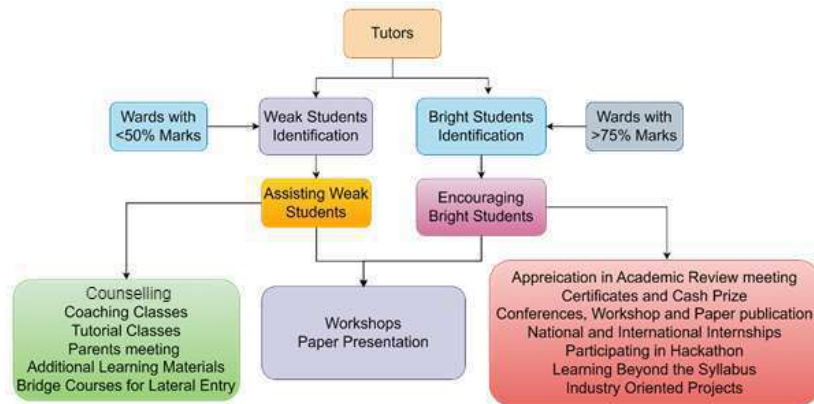 Tutors
Wards with
<50% Marks
Weak Students
Identification
Bright Students
Identification
Wards with
>75% Marks
Assisting Weak
Students
Encouraging
Bright Students
Counselling
Coaching Classes
Tutorial Classes
Parents meeting
Additional Learning Materials
Bridge Courses for Lateral Entry
Workshops
Paper Presentation
Appreication in Academic Review meeting
Certificates and Cash Prize
Conferences, Workshop and Paper publication
National and International Internships
Participating in Hackathon
Learning Beyond the Syllabus
Industry Oriented Projects